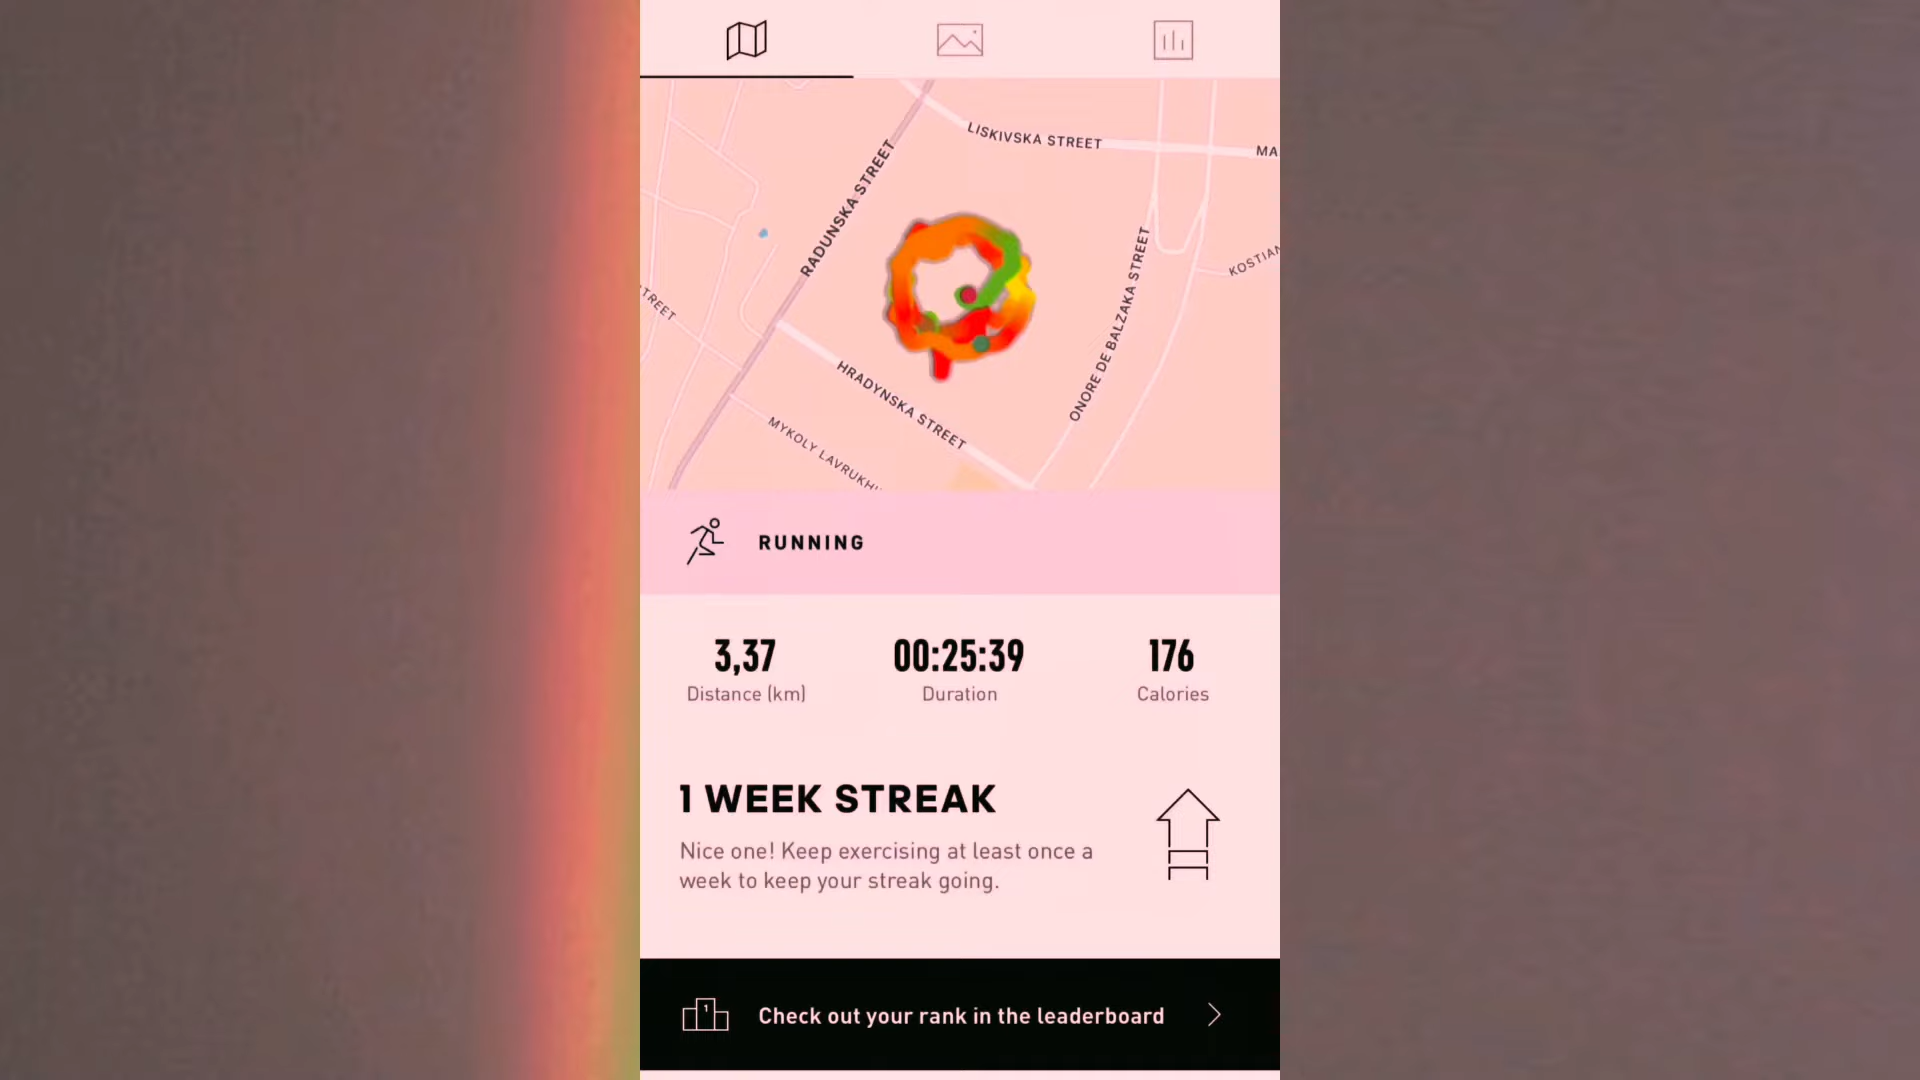 LISKIVSKA STREET
MA
RADUNSKA STREET
KOSTIAN
TREET
ONORE DE BALZAKA STREET
HRADYNSKA STREET
MYKOLY LAVRUKHI
RUNNING
3,37 00:25:39 176
Distance (km) Duration Calories
1 WEEK STREAK
Nice one! Keep exercising at least once a
week to keep your streak going.
1
Check out your rank in the leaderboard